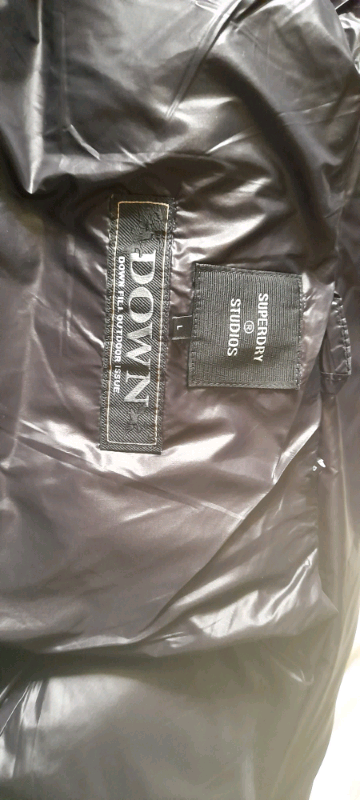 SUPERDRY
®
STUDIOS
L
DOWN
DOWN FILL OUTDOOR ISSUE